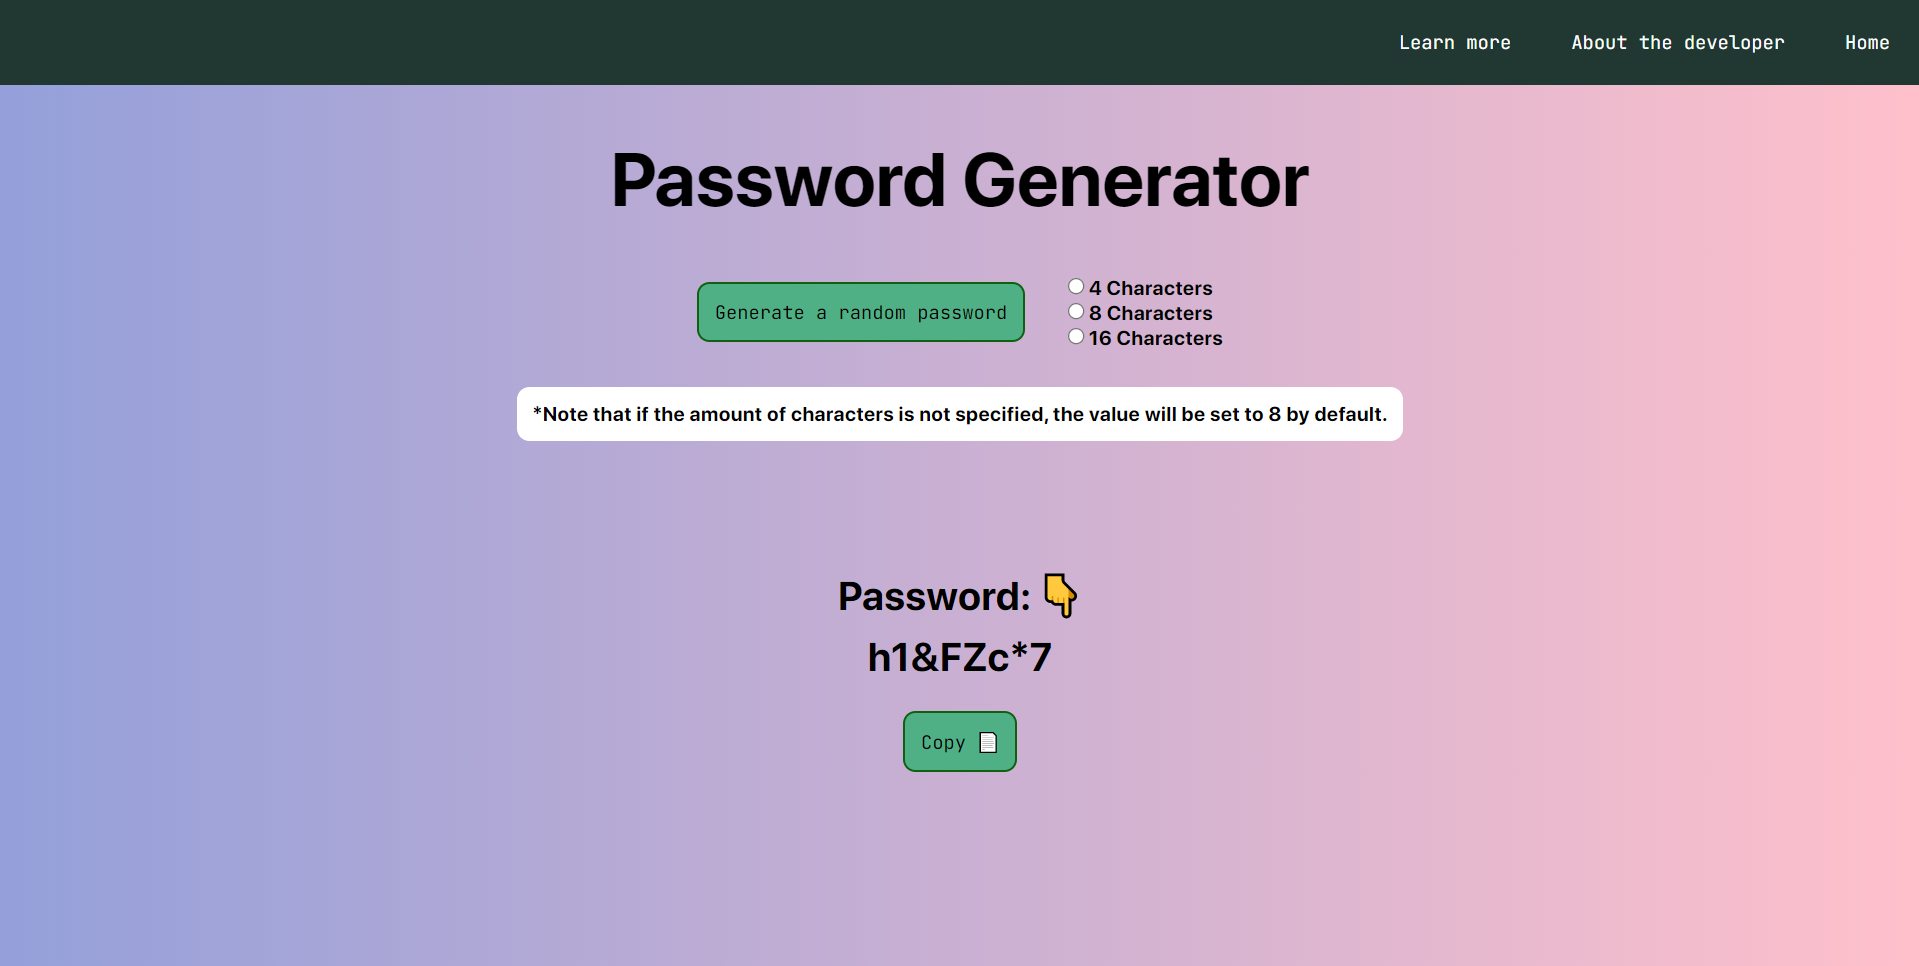 Learn more About the developer Home
Password Generator
Generate a random password
4 Characters
8 Characters
16 Characters
*Note that if the amount of characters is not specified, the value will be set to 8 by default.
Password: 👇
h1&FZc*7
Copy 📄